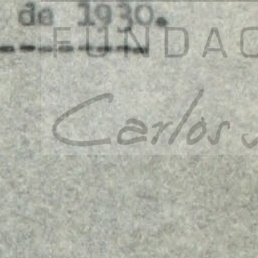 de 1930.
FUNDAC
Carlos